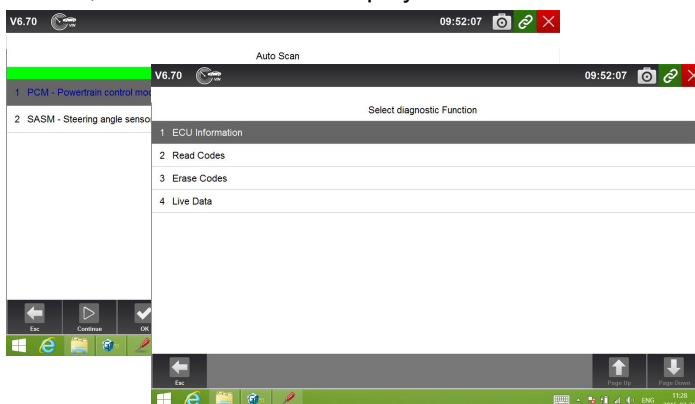 V6.70 VIN 09:52:07
Auto Scan
1 PCM - Powertrain control
2 SASM - Steering angle
Esc Continue OK
V6.70 VIN 09:52:07
Select diagnostic Function
1 ECU Information
2 Read Codes
3 Erase Codes
4 Live Data
Esc Page Up Page Down
ENG 11:28